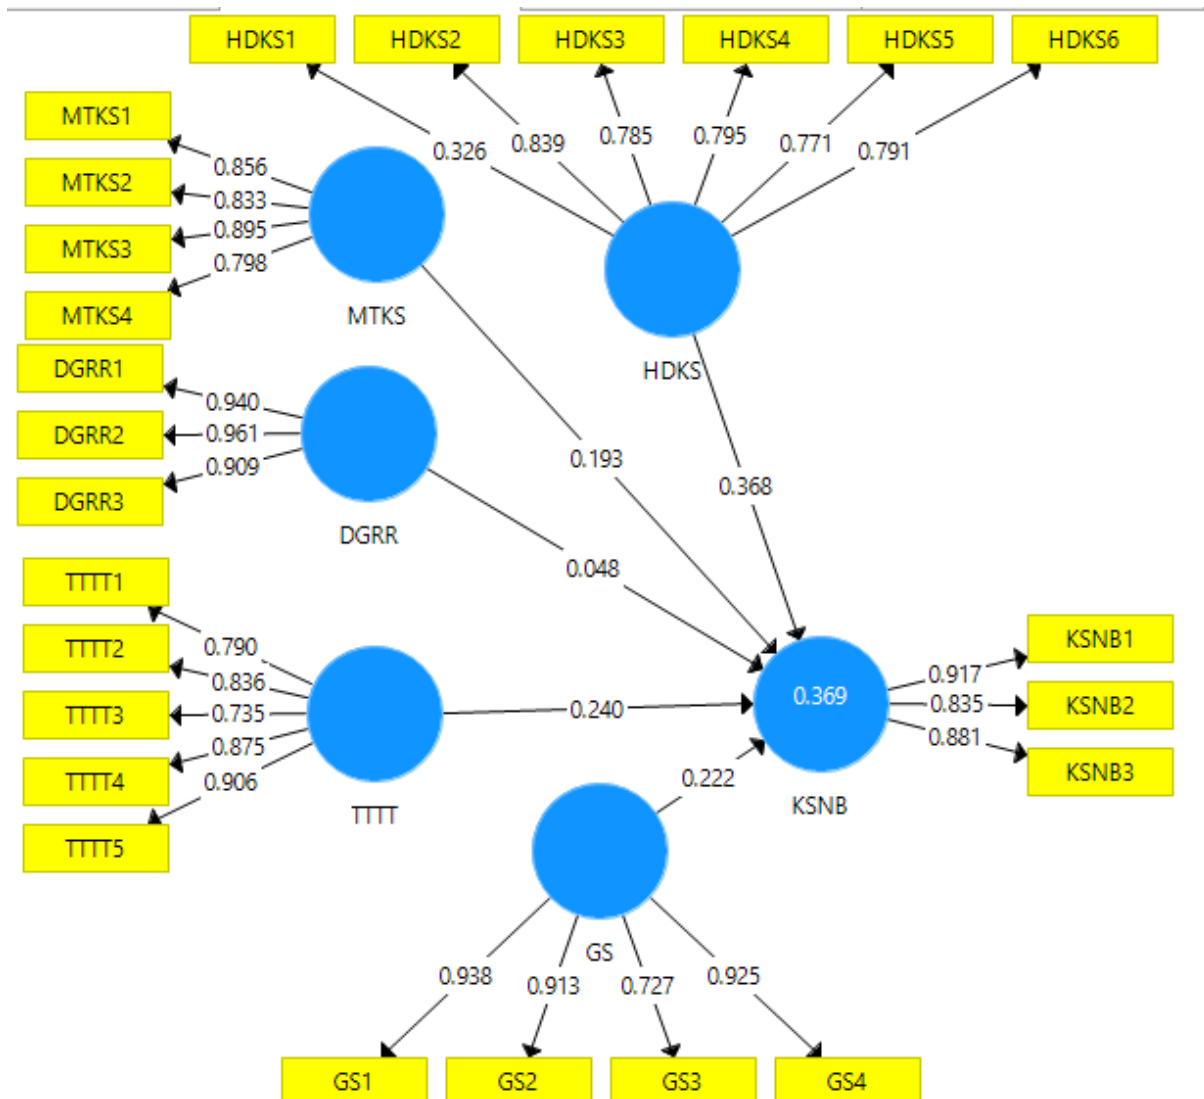 HDKS1 HDKS2 HDKS3 HDKS4 HDKS5 HDKS6
0.326 0.839 0.785 0.795 0.771 0.791
HDKS
MTKS1
MTKS2
MTKS3
MTKS4
0.856
0.833
0.895
0.798
MTKS
DGRR1
DGRR2
DGRR3
0.940
0.961
0.909
DGRR
0.193
0.368
0.048
TTTT1
TTTT2
TTTT3
TTTT4
TTTT5
0.790
0.836
0.735
0.875
0.906
TTTT
0.240
0.222
0.369
KSNB
0.917
0.835
0.881
KSNB1
KSNB2
KSNB3
GS
0.938 0.913 0.727 0.925
GS1 GS2 GS3 GS4